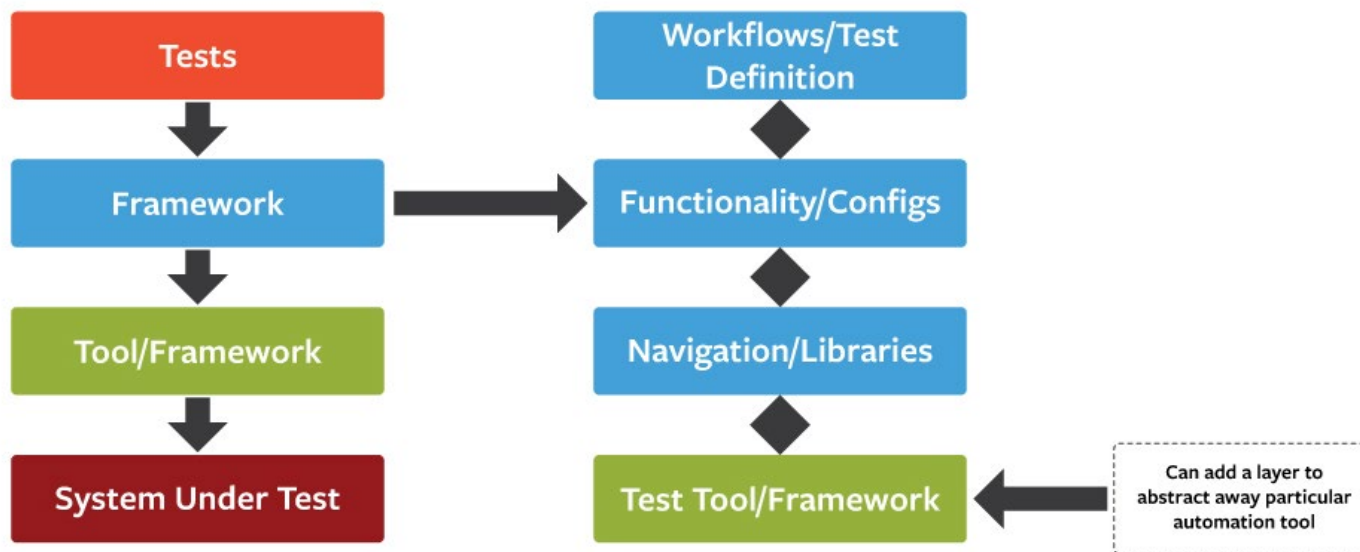 Tests
Framework
Tool/Framework
System Under Test
Workflows/Test
Definition
Functionality/Configs
Navigation/Libraries
Test Tool/Framework
Can add a layer to
abstract away particular
automation tool